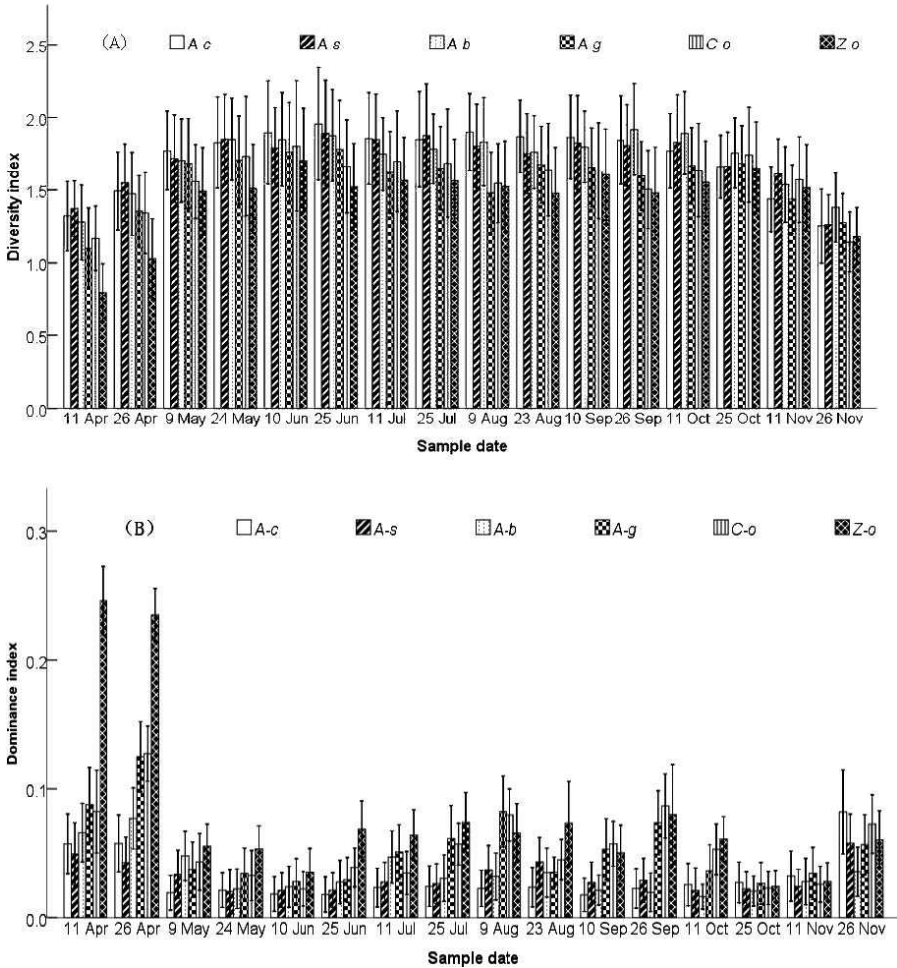 (A) A c A s A b A g C o Z o
2.5
2.0
1.5
1.0
0.5
0.0
Diversity index
11 Apr 26 Apr 9 May 24 May 10 Jun 25 Jun 11 Jul 25 Jul 9 Aug 23 Aug 10 Sep 26 Sep 11 Oct 25 Oct 11 Nov 26 Nov
Sample date
(B) A-c A-s A-b A-g C-o Z-o
0.3
0.2
0.1
0.0
Dominance index
11 Apr 26 Apr 9 May 24 May 10 Jun 25 Jun 11 Jul 25 Jul 9 Aug 23 Aug 10 Sep 26 Sep 11 Oct 25 Oct 11 Nov 26 Nov
Sample date